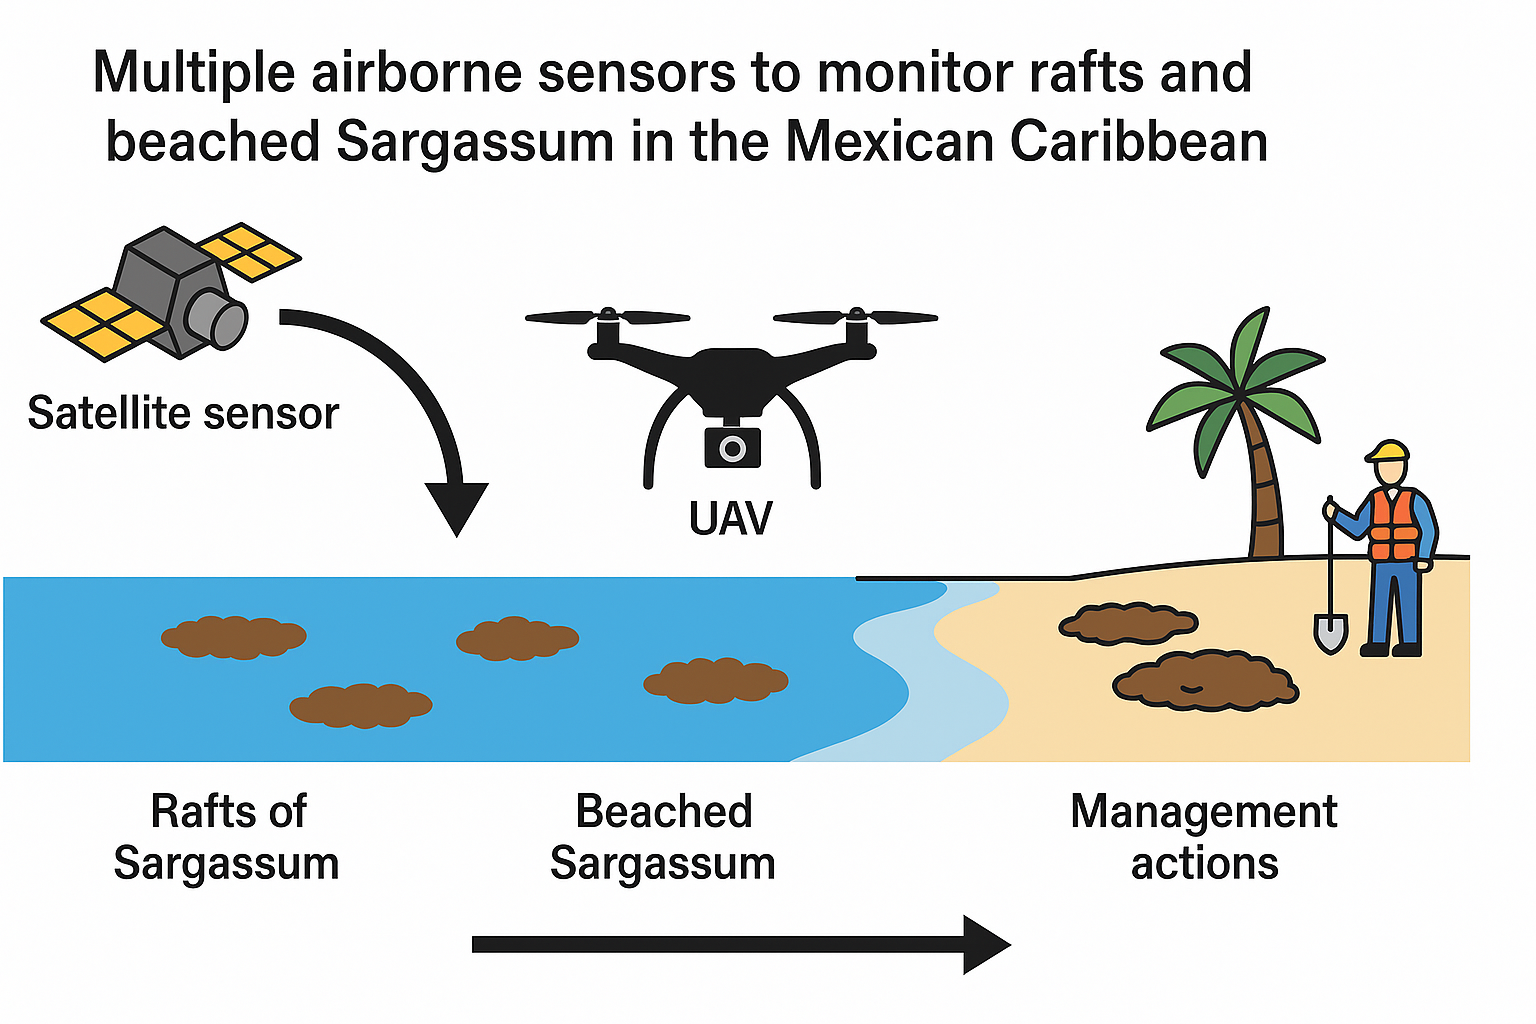 Multiple airborne sensors to monitor rafts and
beached Sargassum in the Mexican Caribbean
Satellite sensor
UAV
Rafts of
Sargassum
Beached
Sargassum
Management
actions